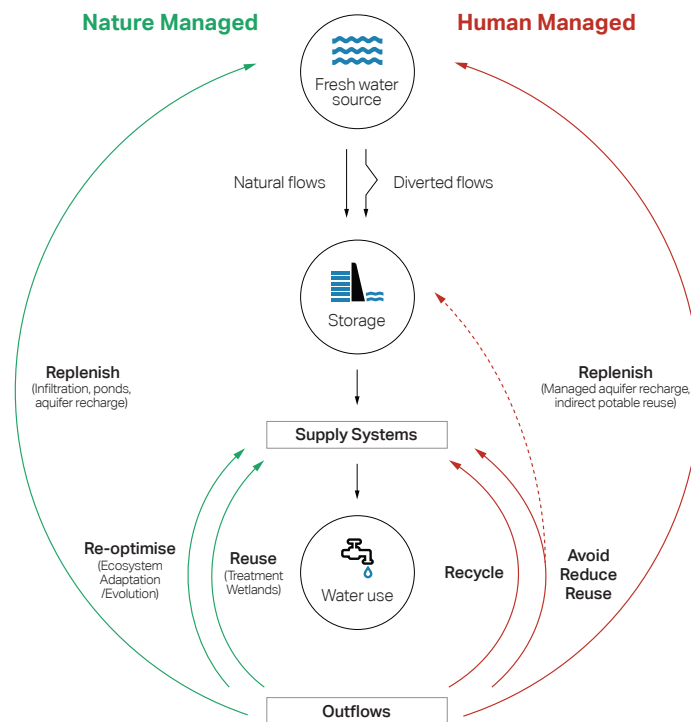 Nature Managed
Human Managed
Fresh water
source
Natural flows
Diverted flows
Storage
Replenish
(Infiltration, ponds,
aquifer recharge)
Replenish
(Managed aquifer recharge,
indirect potable reuse)
Supply Systems
Re-optimise
(Ecosystem
Adaptation
/Evolution)
Reuse
(Treatment
Wetlands)
Water use
Recycle
Avoid
Reduce
Reuse
Outflows